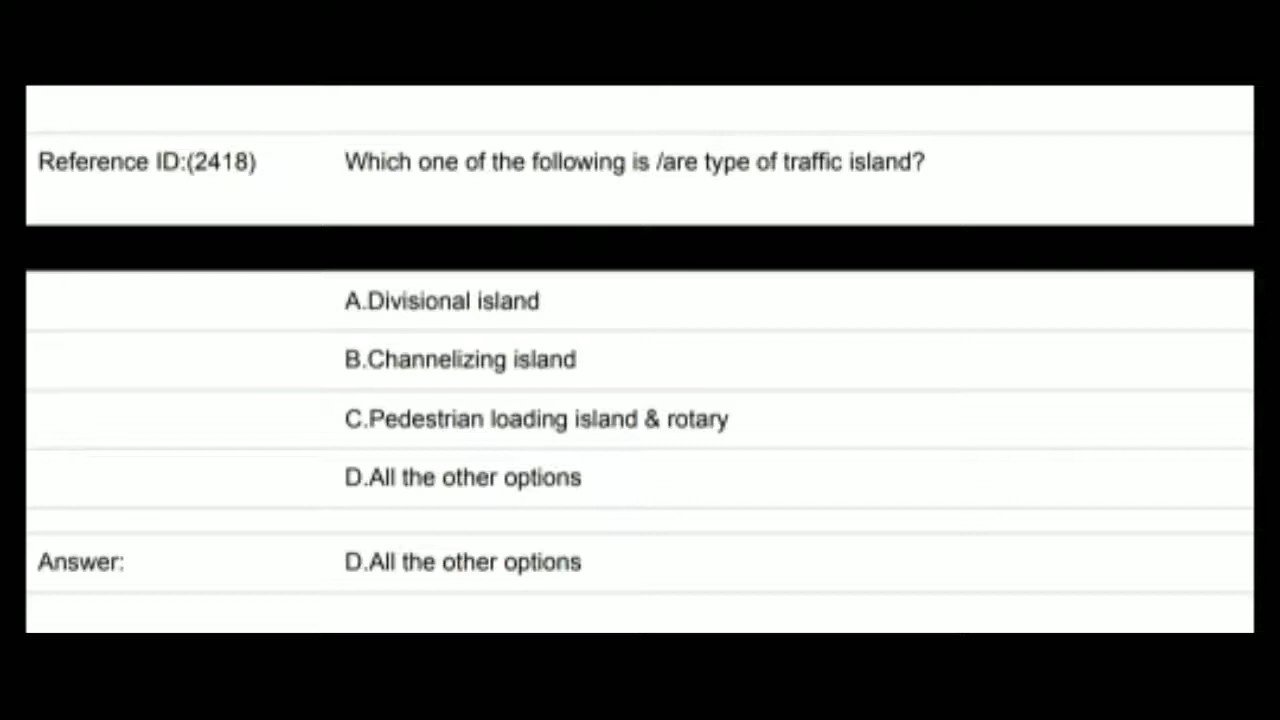 Reference ID:(2418) Which one of the following is /are type of traffic island?
A.Divisional island
B.Channelizing island
C.Pedestrian loading island & rotary
D.All the other options
Answer: D.All the other options